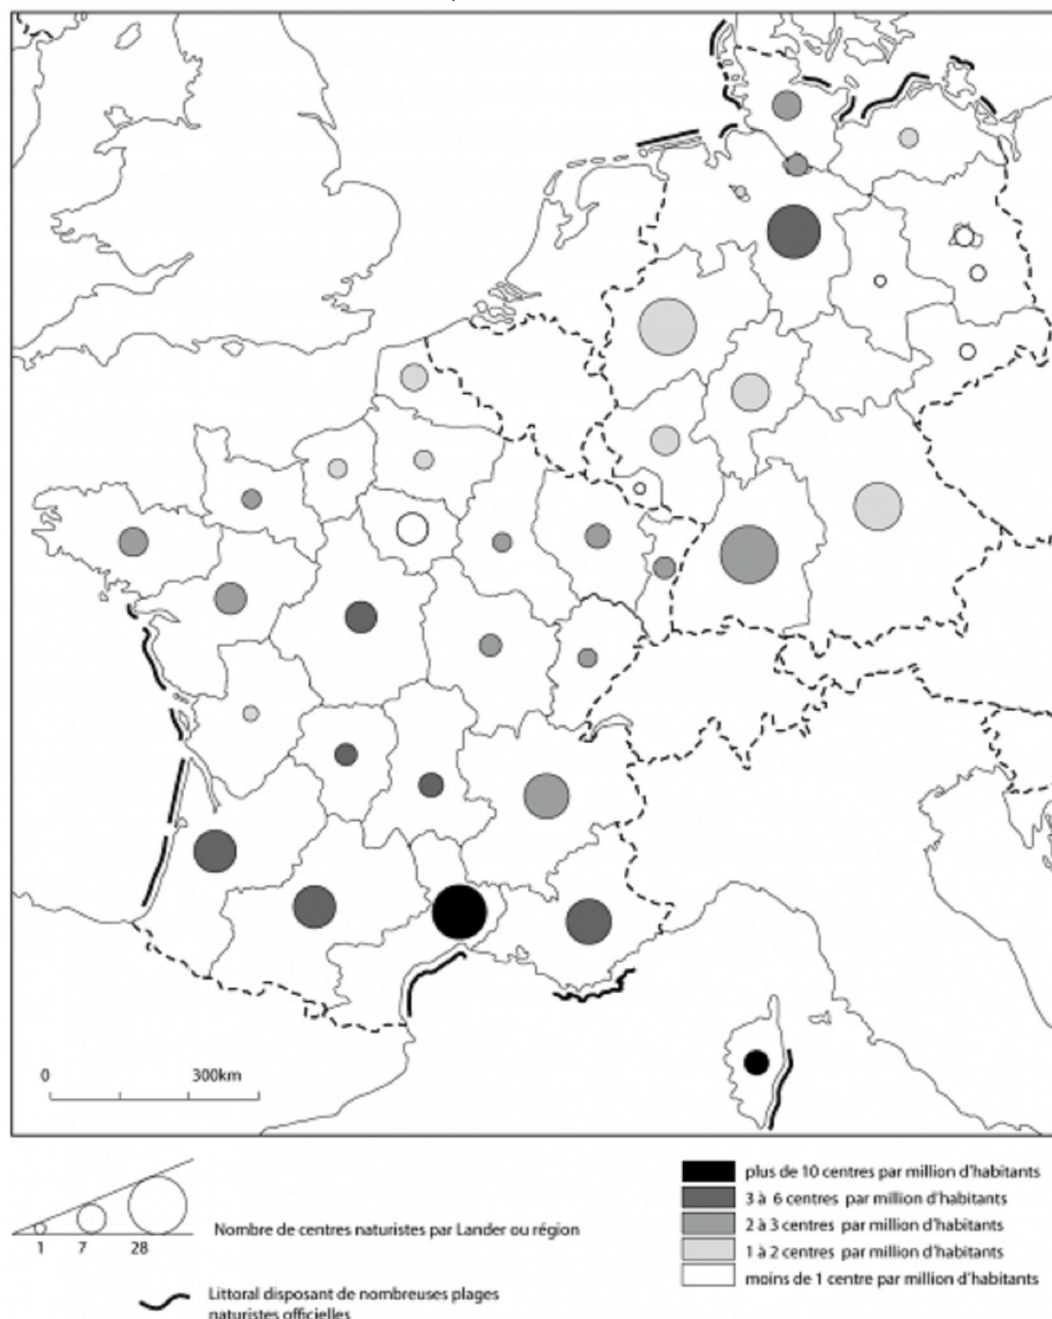 0 300km
1 7 28
Nombre de centres naturistes par Lander ou région
Littoral disposant de nombreuses plages
naturistes officielles
plus de 10 centres par million d'habitants
3 à 6 centres par million d'habitants
2 à 3 centres par million d'habitants
1 à 2 centres par million d'habitants
moins de 1 centre par million d'habitants